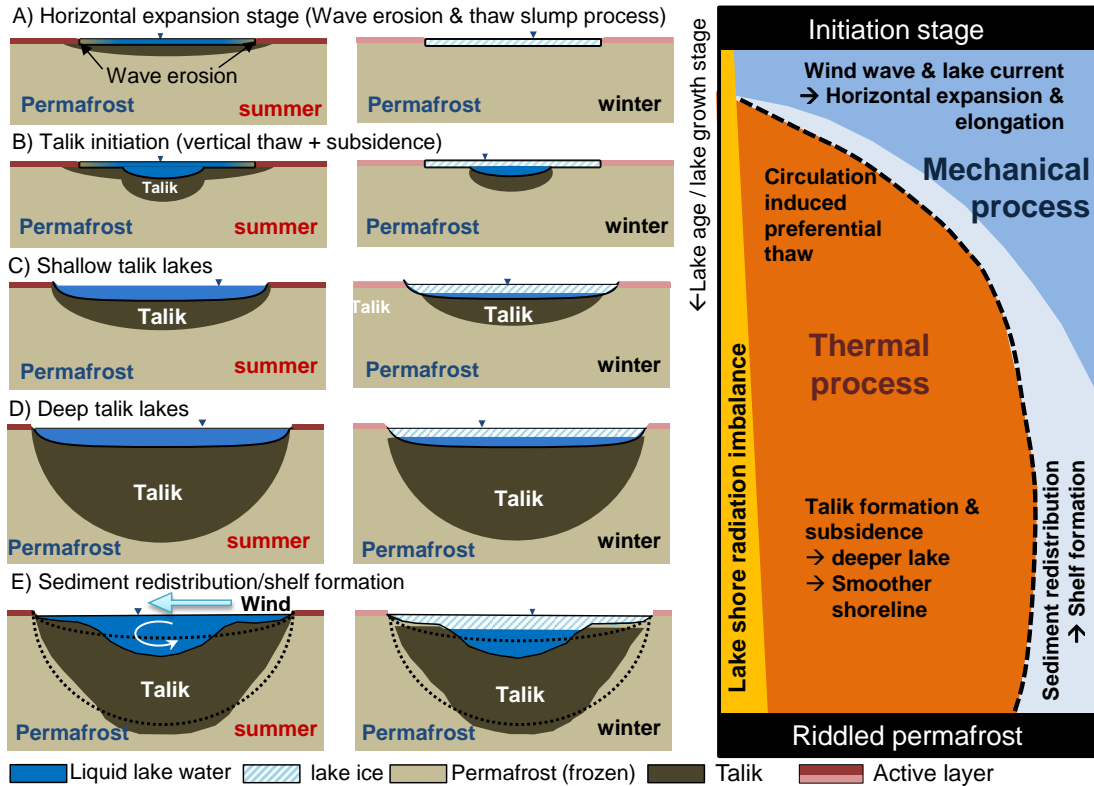 A) Horizontal expansion stage (Wave erosion & thaw slump process)
Wave erosion
Permafrost
summer
winter
B) Talik initiation (vertical thaw + subsidence)
Talik
Permafrost
summer
winter
C) Shallow talik lakes
Talik
Permafrost
summer
Talik
Talik
winter
D) Deep talik lakes
Talik
Permafrost
summer
Talik
winter
E) Sediment redistribution/shelf formation
Wind
Talik
Permafrost
summer
Talik
winter
←Lake age / lake growth stage
Initiation stage
Wind wave & lake current
→ Horizontal expansion &
elongation
Mechanical
process
Circulation
induced
preferential
thaw
Thermal
process
Lake shore radiation imbalance
Talik formation &
subsidence
→ deeper lake
→ Smoother
shoreline
Sediment redistribution
→ Shelf formation
Riddled permafrost
Liquid lake water
lake ice
Permafrost (frozen)
Talik
Active layer